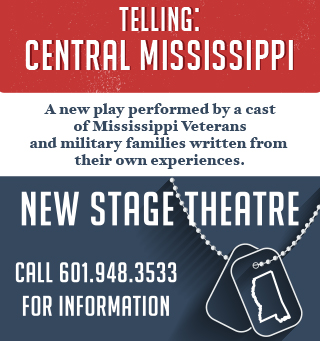 TELLING:
CENTRAL MISSISSIPPI
A new play performed by a cast
of Mississippi Veterans
and military families written from
their own experiences.
NEW STAGE THEATRE
CALL 601.948.3533
FOR INFORMATION